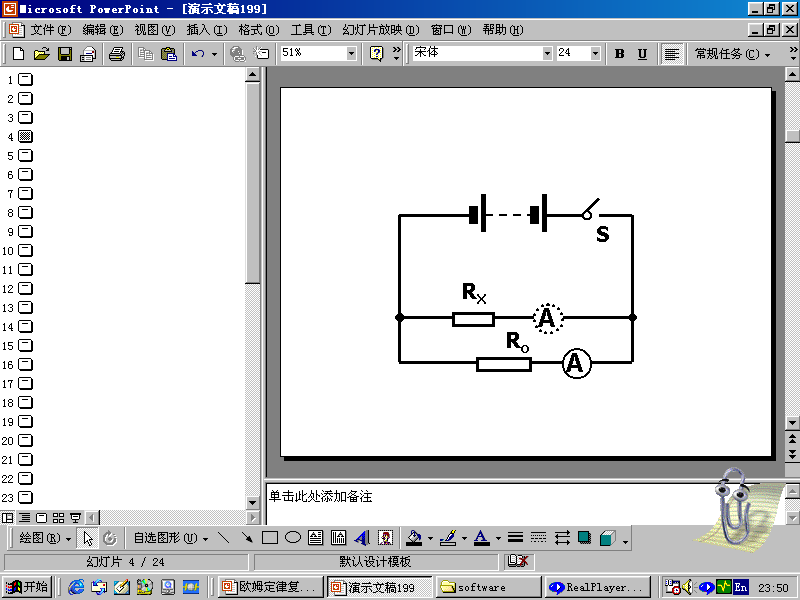 Microsoft PowerPoint - [演示文稿199]
文件(F) 编辑(E) 视图(V) 插入(I) 格式(O) 工具(T) 幻灯片放映(D) 窗口(W) 帮助(H)
51% 宋体 24 B U 常规任务(C)
1
2
3
4
5
6
7
8
9
10
11
12
13
14
15
16
17
18
19
20
21
22
23
S
RX A
RO A
单击此处添加备注
绘图(R) 自选图形(U) A A
幻灯片 4 / 24 默认设计模板
开始 欧姆定律复... 演示文稿199 software RealPlayer... En 23:50